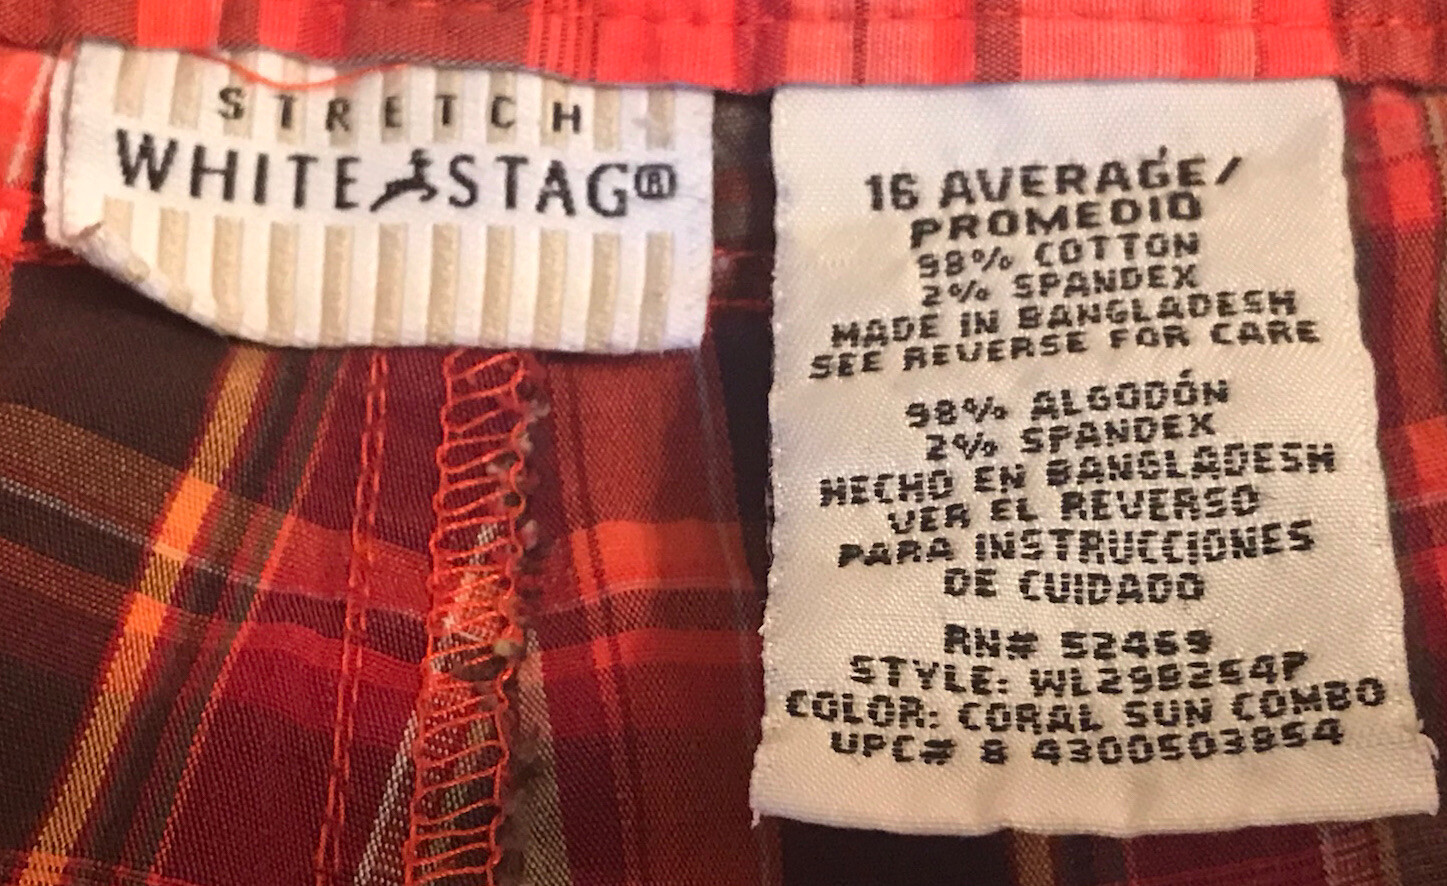 STRETCH
WHITE STAG®
16 AVERAGE/
PROMEDIO
98% COTTON
2% SPANDEX
MADE IN BANGLADESH
SEE REVERSE FOR CARE
98% ALGODÓN
2% SPANDEX
HECHO EN BANGLADESH
VER EL REVERSO
PARA INSTRUCCIONES
DE CUIDADO
RN# 52469
STYLE: WL29B264P
COLOR: CORAL SUN COMBO
UPC# 8 4300503854